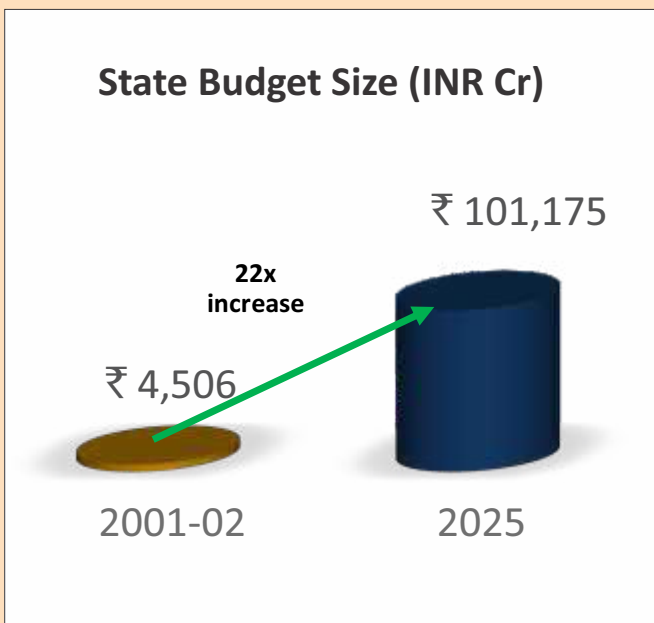 State Budget Size (INR Cr)
₹ 101,175
22x
increase
₹ 4,506
2001-02
2025